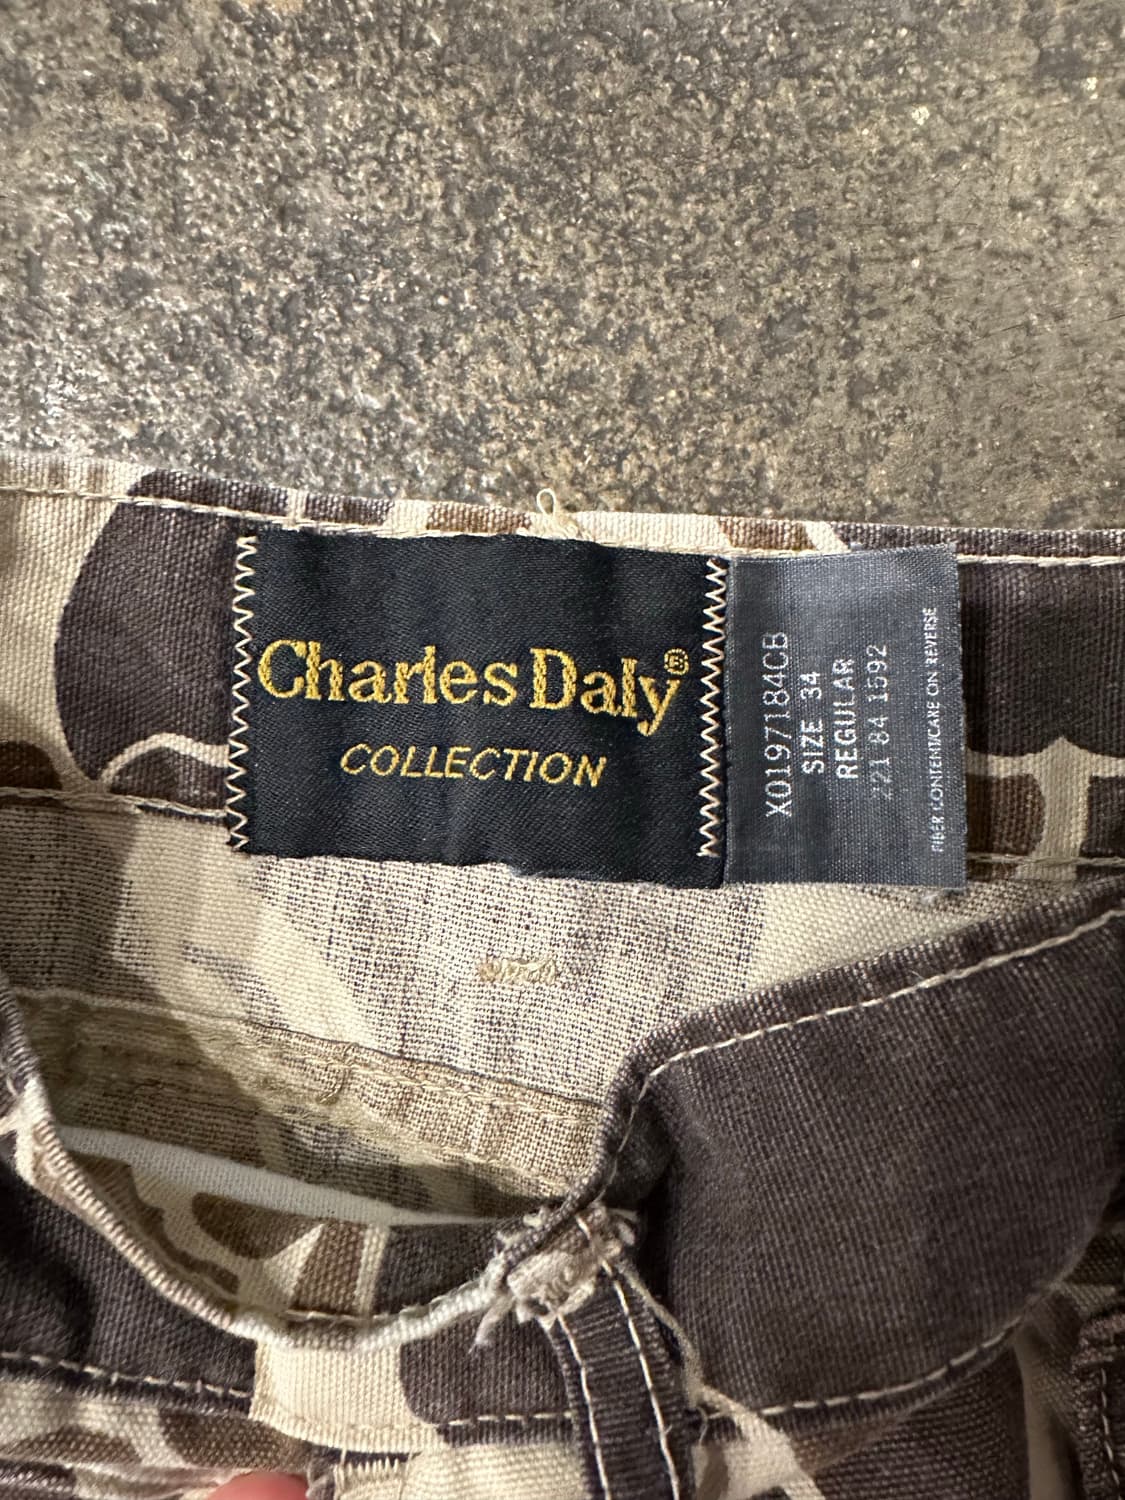 Charles Daly®
COLLECTION
X0197184CB
SIZE 34
REGULAR
221 84 1592
FIBER CONTENT/CARE ON REVERSE